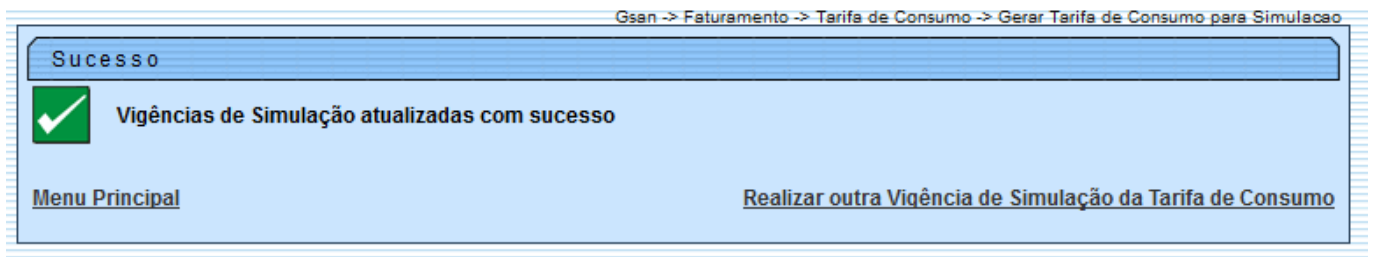 Gsan -> Faturamento -> Tarifa de Consumo -> Gerar Tarifa de Consumo para Simulacao
Sucesso
Vigências de Simulação atualizadas com sucesso
Menu Principal
Realizar outra Vigência de Simulação da Tarifa de Consumo